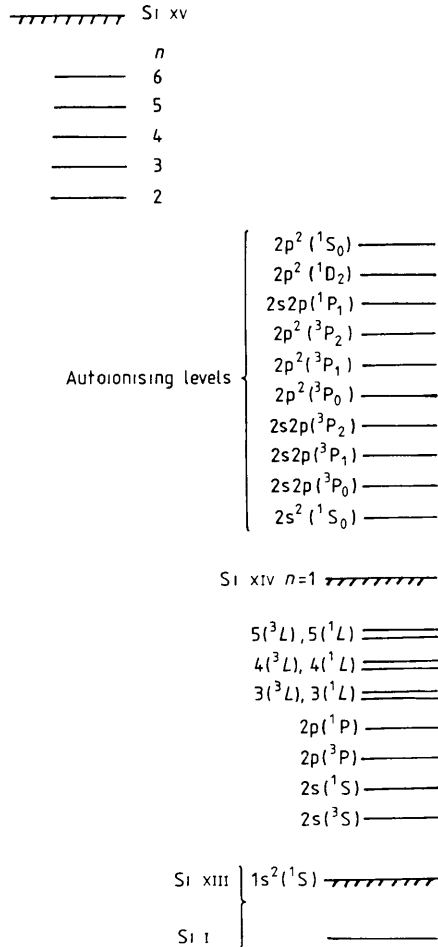 Si XV
n
6
5
4
3
2
2p² (¹S₀)
2p² (¹D₂)
2s2p(¹P₁)
2p² (³P₂)
2p² (³P₁)
Autoionising levels
2p² (³P₀)
2s2p(³P₂)
2s2p(³P₁)
2s2p(³P₀)
2s² (¹S₀)
Si XIV n=1
5(³L), 5(¹L)
4(³L), 4(¹L)
3(³L), 3(¹L)
2p(¹P)
2p(³P)
2s(¹S)
2s(³S)
Si XIII 1s²(¹S)
Si I